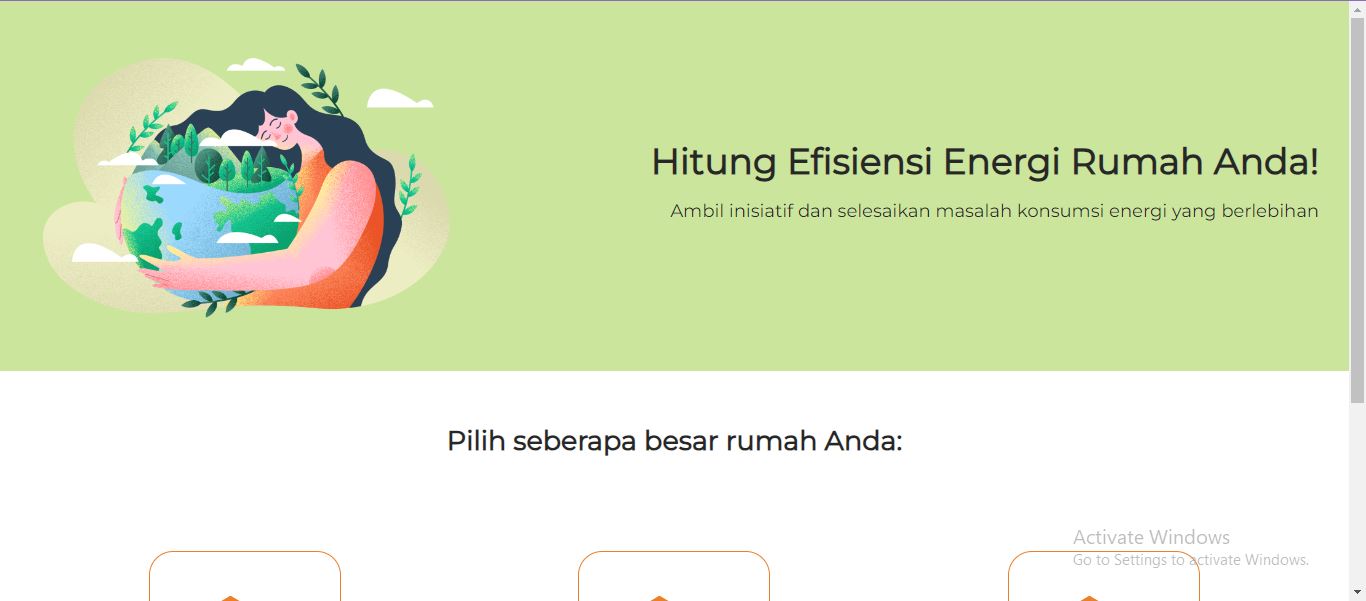 Hitung Efisiensi Energi Rumah Anda!
Ambil inisiatif dan selesaikan masalah konsumsi energi yang berlebihan
Pilih seberapa besar rumah Anda:
Activate Windows
Go to Settings to activate Windows.